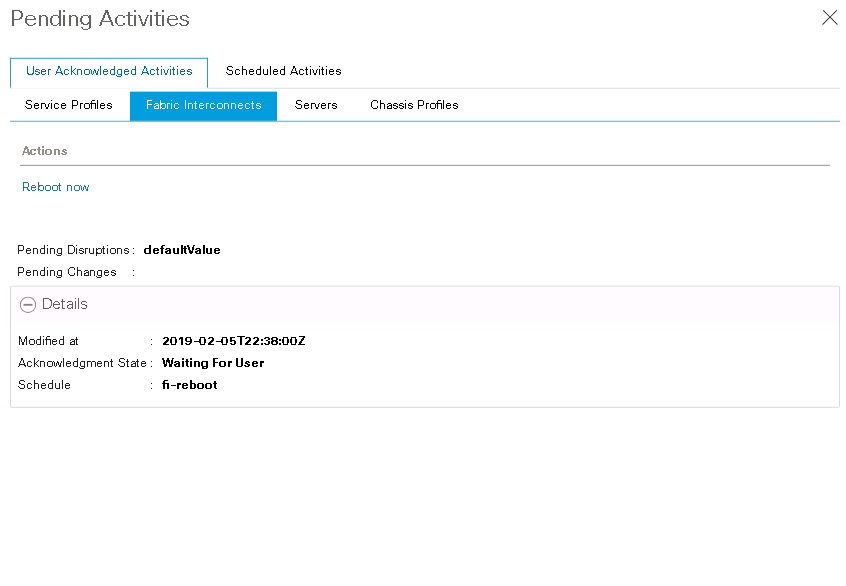 Pending Activities
User Acknowledged Activities Scheduled Activities
Service Profiles Fabric Interconnects Servers Chassis Profiles
Actions
Reboot now
Pending Disruptions : defaultValue
Pending Changes :
Details
Modified at : 2019-02-05T22:38:00Z
Acknowledgment State : Waiting For User
Schedule : fi-reboot